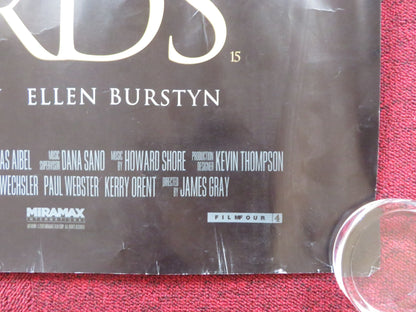 RDS
15
ELLEN BURSTYN
AS AIBEL MUSIC SUPERVISOR DANA SANO MUSIC BY HOWARD SHORE PRODUCTION DESIGNER KEVIN THOMPSON
WECHSLER PAUL WEBSTER KERRY ORENT DIRECTED BY JAMES GRAY
MIRAMAX
FILMFOUR 4